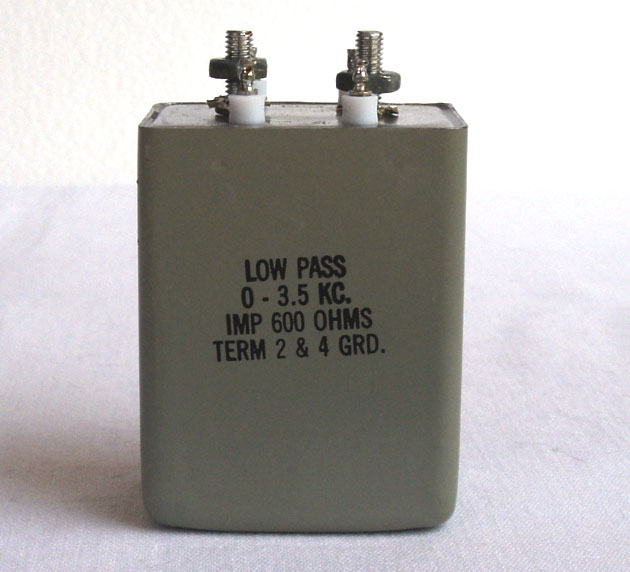 LOW PASS
0 - 3.5 KC.
IMP 600 OHMS
TERM 2 & 4 GRD.